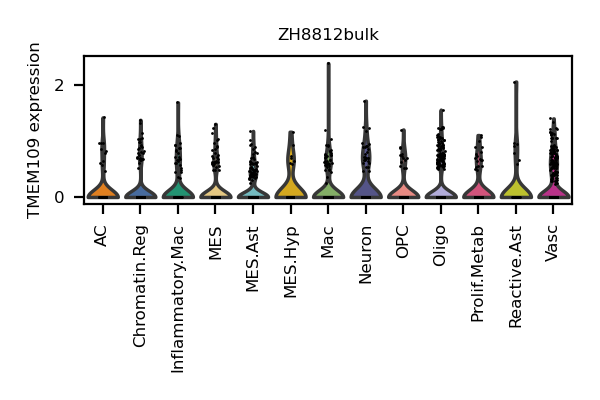 ZH8812bulk
TMEM109 expression
2
0
AC
Chromatin.Reg
Inflammatory.Mac
MES
MES.Ast
MES.Hyp
Mac
Neuron
OPC
Oligo
Prolif.Metab
Reactive.Ast
Vasc